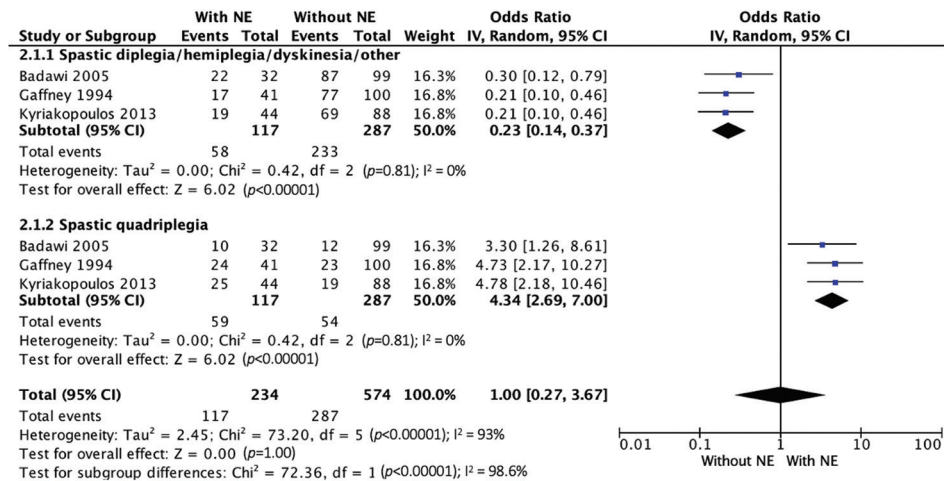 With NE Without NE Odds Ratio Odds Ratio
Study or Subgroup Events Total Events Total Weight IV, Random, 95% CI IV, Random, 95% CI
2.1.1 Spastic diplegia/hemiplegia/dyskinesia/other
Badawi 2005 22 32 87 99 16.3% 0.30 [0.12, 0.79]
Gaffney 1994 17 41 77 100 16.8% 0.21 [0.10, 0.46]
Kyriakopoulos 2013 19 44 69 88 16.8% 0.21 [0.10, 0.46]
Subtotal (95% CI) 117 287 50.0% 0.23 [0.14, 0.37]
Total events 58 233
Heterogeneity: Tau² = 0.00; Chi² = 0.42, df = 2 (p=0.81); I² = 0%
Test for overall effect: Z = 6.02 (p<0.00001)
2.1.2 Spastic quadriplegia
Badawi 2005 10 32 12 99 16.3% 3.30 [1.26, 8.61]
Gaffney 1994 24 41 23 100 16.8% 4.73 [2.17, 10.27]
Kyriakopoulos 2013 25 44 19 88 16.8% 4.78 [2.18, 10.46]
Subtotal (95% CI) 117 287 50.0% 4.34 [2.69, 7.00]
Total events 59 54
Heterogeneity: Tau² = 0.00; Chi² = 0.42, df = 2 (p=0.81); I² = 0%
Test for overall effect: Z = 6.02 (p<0.00001)
Total (95% CI) 234 574 100.0% 1.00 [0.27, 3.67]
Total events 117 287
Heterogeneity: Tau² = 2.45; Chi² = 73.20, df = 5 (p<0.00001); I² = 93%
Test for overall effect: Z = 0.00 (p=1.00)
Test for subgroup differences: Chi² = 72.36, df = 1 (p<0.00001); I² = 98.6%
0.01 0.1 1 10 100
Without NE With NE